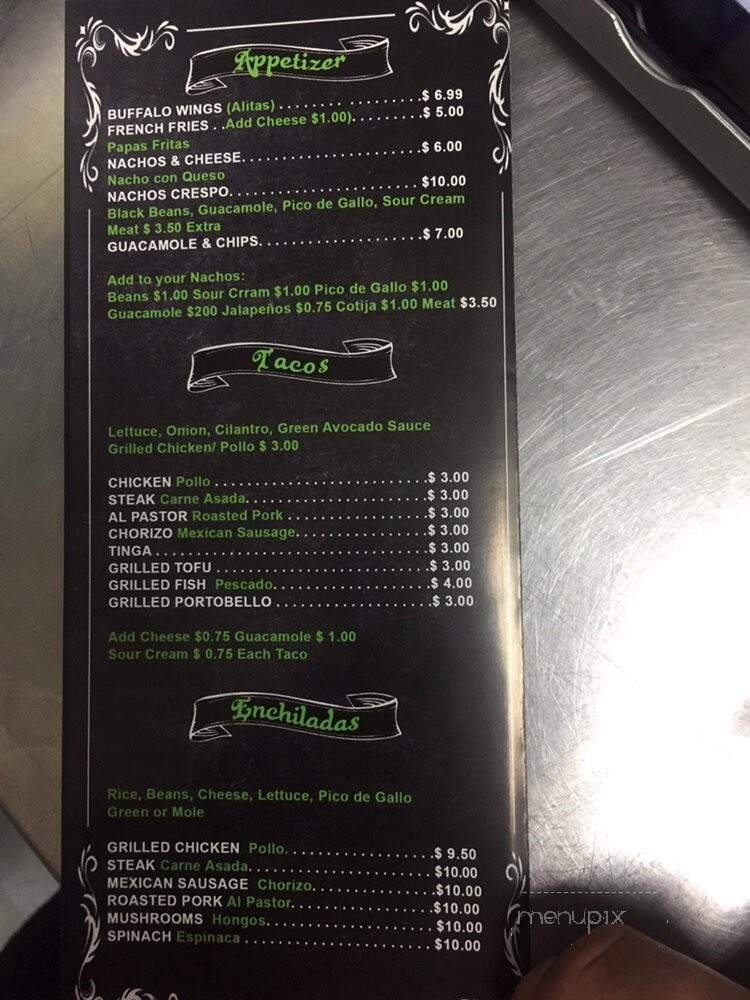 Appetizer
BUFFALO WINGS (Alitas) . . . . . . . . . . . . . . . . . .$ 6.99
FRENCH FRIES . .Add Cheese $1.00). . . . . . . . .$ 5.00
Papas Fritas
NACHOS & CHEESE. . . . . . . . . . . . . . . . . . . . . .$ 6.00
Nacho con Queso
NACHOS CRESPO. . . . . . . . . . . . . . . . . . . . . . . $10.00
Black Beans, Guacamole, Pico de Gallo, Sour Cream
Meat $ 3.50 Extra
GUACAMOLE & CHIPS. . . . . . . . . . . . . . . . . . . .$ 7.00
Add to your Nachos:
Beans $1.00 Sour Crram $1.00 Pico de Gallo $1.00
Guacamole $200 Jalapeños $0.75 Cotija $1.00 Meat $3.50
Tacos
Lettuce, Onion, Cilantro, Green Avocado Sauce
Grilled Chicken/ Pollo $ 3.00
CHICKEN Pollo . . . . . . . . . . . . . . . . . . . . . . . . . .$ 3.00
STEAK Carne Asada. . . . . . . . . . . . . . . . . . . . . .$ 3.00
AL PASTOR Roasted Pork . . . . . . . . . . . . . . . . .$ 3.00
CHORIZO Mexican Sausage. . . . . . . . . . . . . . . .$ 3.00
TINGA . . . . . . . . . . . . . . . . . . . . . . . . . . . . . . . . .$ 3.00
GRILLED TOFU . . . . . . . . . . . . . . . . . . . . . . . . . .$ 3.00
GRILLED FISH Pescado. . . . . . . . . . . . . . . . . . .$ 4.00
GRILLED PORTOBELLO . . . . . . . . . . . . . . . . . . .$ 3.00
Add Cheese $0.75 Guacamole $ 1.00
Sour Cream $ 0.75 Each Taco
Enchiladas
Rice, Beans, Cheese, Lettuce, Pico de Gallo
Green or Mole
GRILLED CHICKEN Pollo. . . . . . . . . . . . . . . . . .$ 9.50
STEAK Carne Asada. . . . . . . . . . . . . . . . . . . . . . $10.00
MEXICAN SAUSAGE Chorizo. . . . . . . . . . . . . . .$10.00
ROASTED PORK Al Pastor. . . . . . . . . . . . . . . . .$10.00
MUSHROOMS Hongos. . . . . . . . . . . . . . . . . . . . $10.00
SPINACH Espinaca . . . . . . . . . . . . . . . . . . . . . . . $10.00
menupix